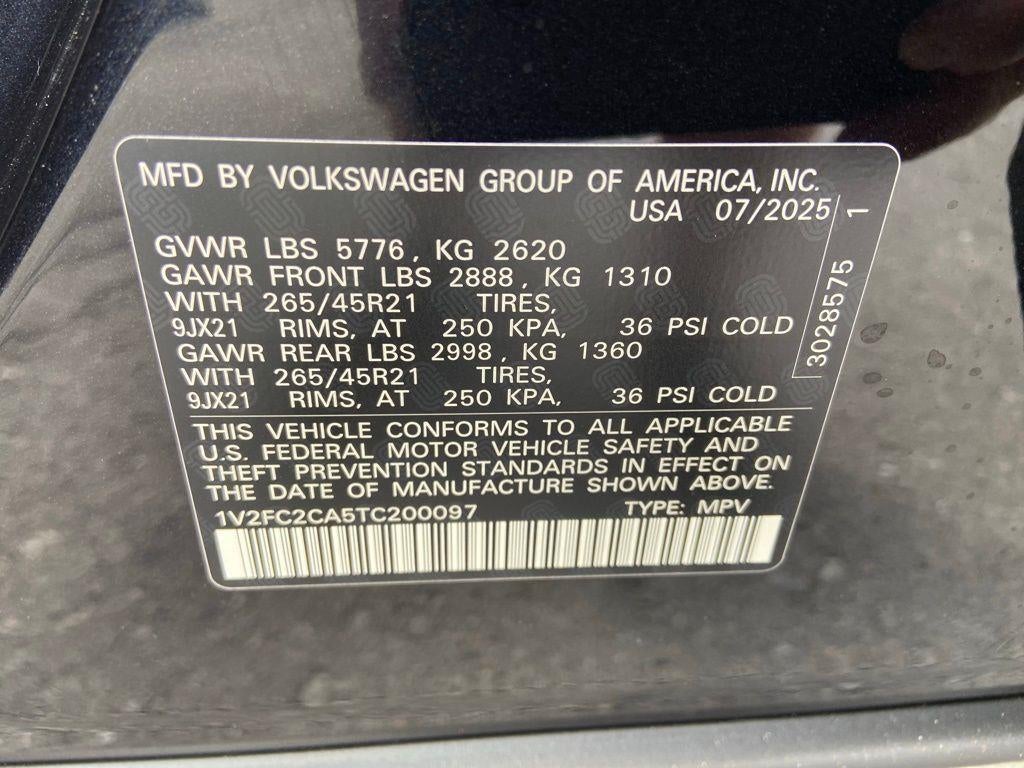 MFD BY VOLKSWAGEN GROUP OF AMERICA, INC.
USA 07/2025
GVWR LBS 5776, KG 2620
GAWR FRONT LBS 2888, KG 1310
WITH 265/45R21 TIRES,
9JX21 RIMS, AT 250 KPA, 36 PSI COLD
GAWR REAR LBS 2998, KG 1360
WITH 265/45R21 TIRES,
9JX21 RIMS, AT 250 KPA, 36 PSI COLD
3028575 1
THIS VEHICLE CONFORMS TO ALL APPLICABLE
U.S. FEDERAL MOTOR VEHICLE SAFETY AND
THEFT PREVENTION STANDARDS IN EFFECT ON
THE DATE OF MANUFACTURE SHOWN ABOVE.
1V2FC2CA5TC200097 TYPE: MPV